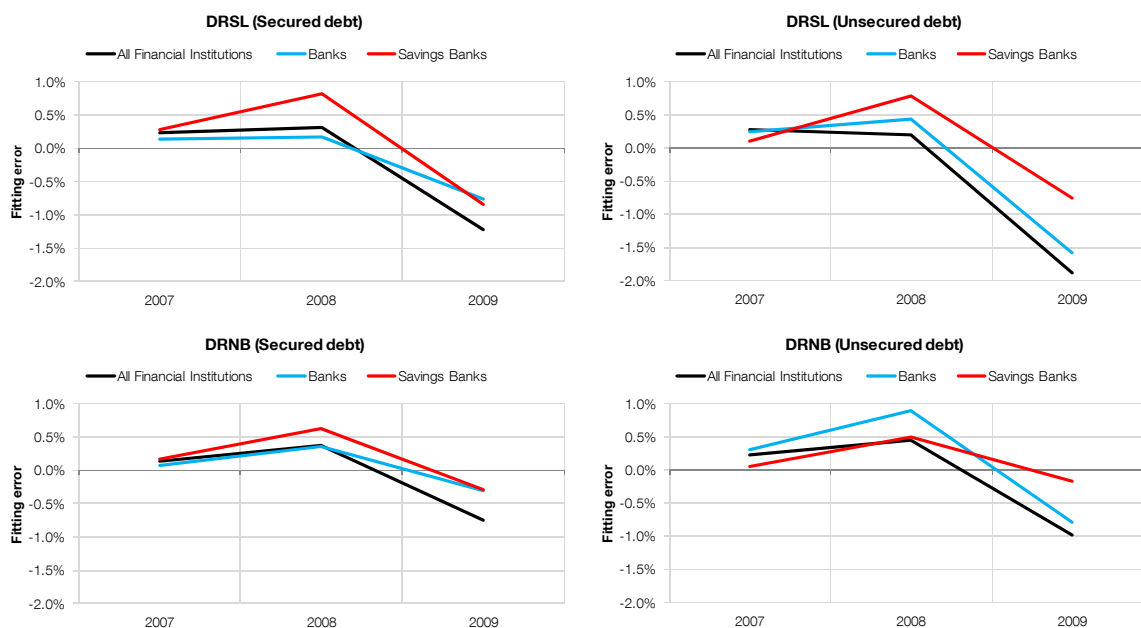 DRSL (Secured debt)
All Financial Institutions Banks Savings Banks
Fitting error
1.0%
0.5%
0.0%
-0.5%
-1.0%
-1.5%
-2.0%
2007 2008 2009
DRSL (Unsecured debt)
All Financial Institutions Banks Savings Banks
Fitting error
1.0%
0.5%
0.0%
-0.5%
-1.0%
-1.5%
-2.0%
2007 2008 2009
DRNB (Secured debt)
All Financial Institutions Banks Savings Banks
Fitting error
1.0%
0.5%
0.0%
-0.5%
-1.0%
-1.5%
-2.0%
2007 2008 2009
DRNB (Unsecured debt)
All Financial Institutions Banks Savings Banks
Fitting error
1.0%
0.5%
0.0%
-0.5%
-1.0%
-1.5%
-2.0%
2007 2008 2009